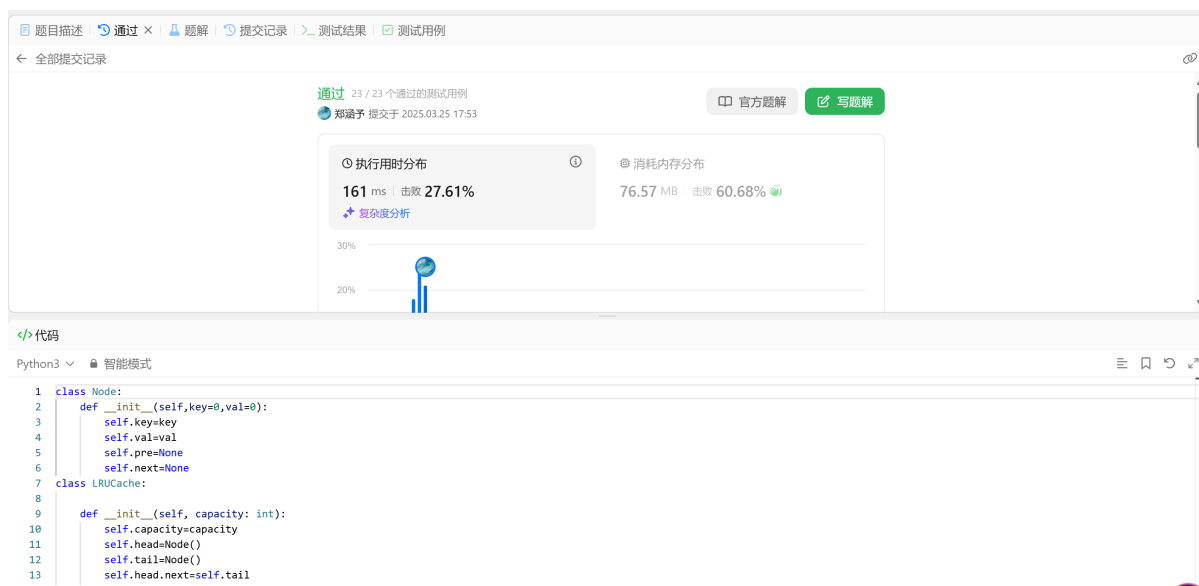 题目描述 通过 × 题解 提交记录 测试结果 测试用例
全部提交记录
通过 23 / 23 个通过的测试用例
郑涵予 提交于 2025.03.25 17:53
官方题解 写题解
执行用时分布
161 ms 击败 27.61%
复杂度分析
消耗内存分布
76.57 MB 击败 60.68%
30%
20%
</>代码
Python3 智能模式
1 class Node:
2 def __init__(self,key=0,val=0):
3 self.key=key
4 self.val=val
5 self.pre=None
6 self.next=None
7 class LRUCache:
8
9 def __init__(self, capacity: int):
10 self.capacity=capacity
11 self.head=Node()
12 self.tail=Node()
13 self.head.next=self.tail